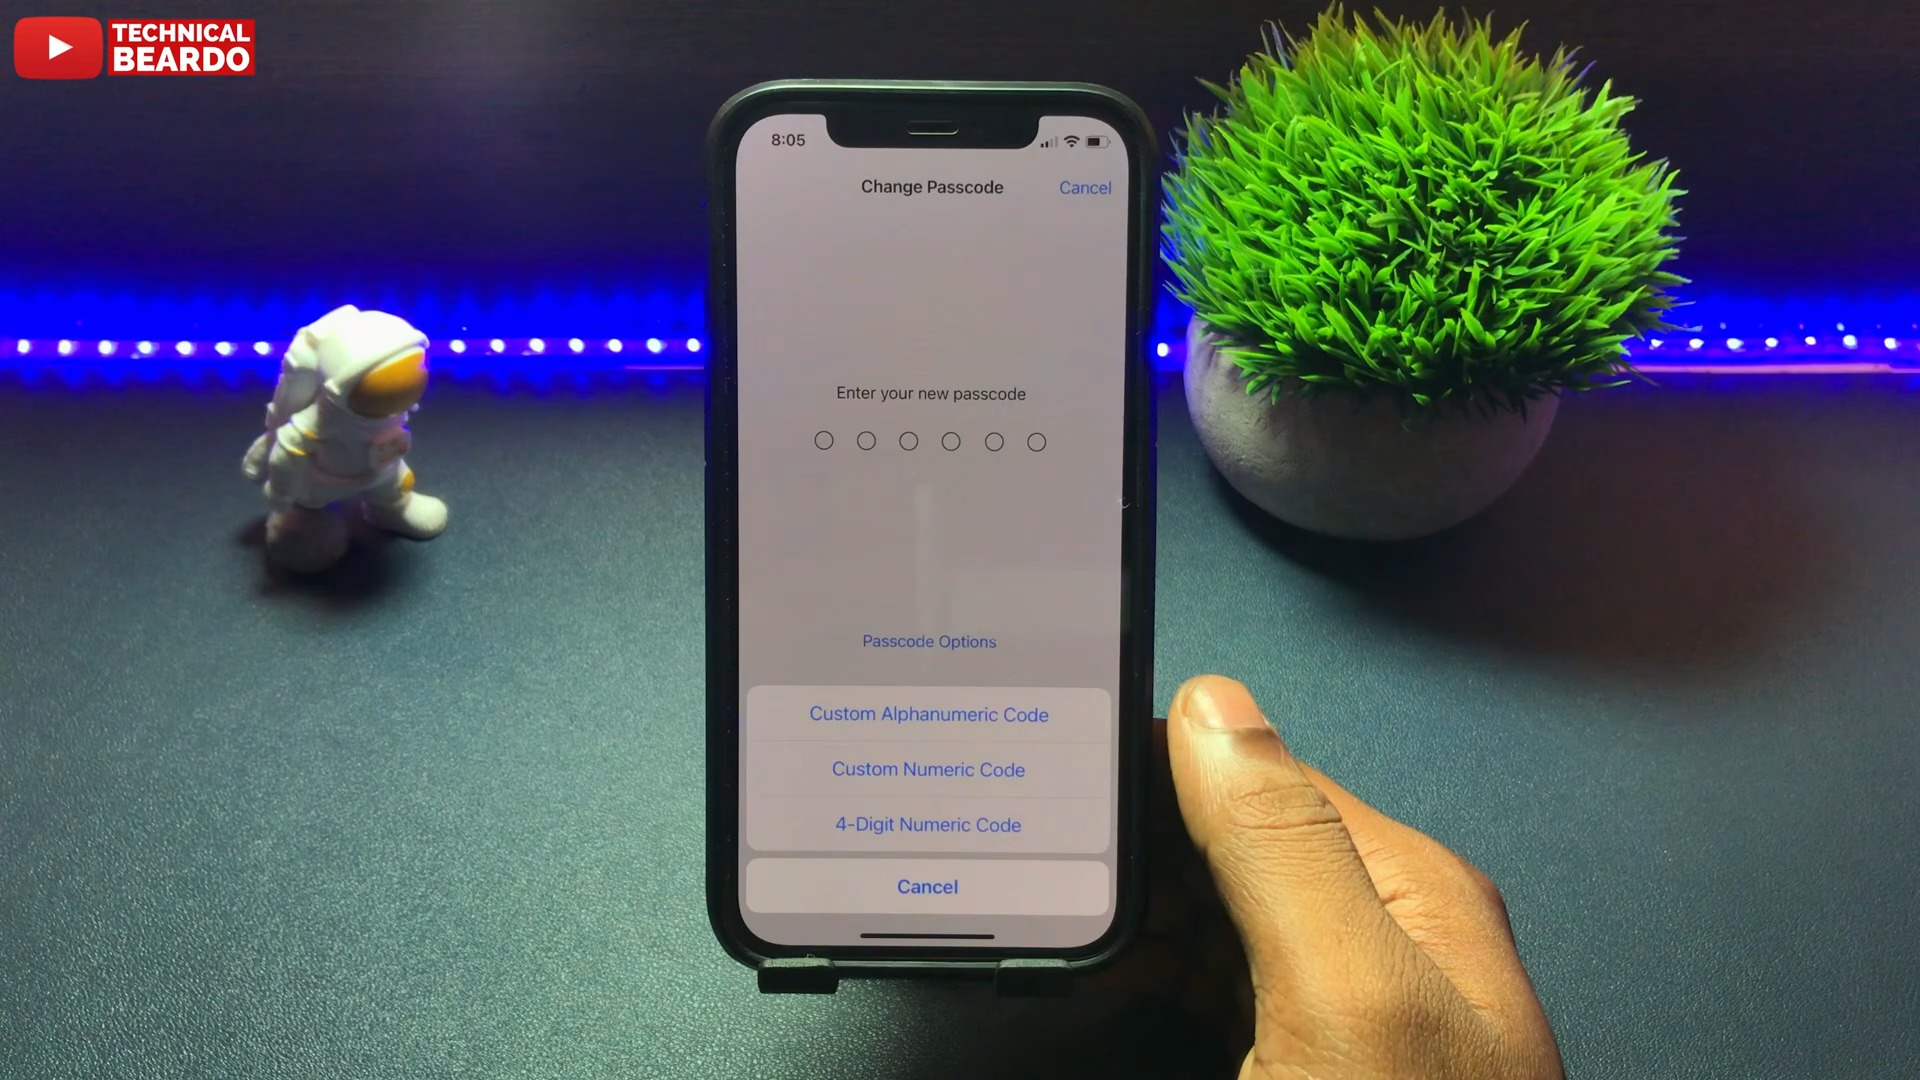 TECHNICAL
BEARDO
8:05
Change Passcode
Cancel
Enter your new passcode
Passcode Options
Custom Alphanumeric Code
Custom Numeric Code
4-Digit Numeric Code
Cancel